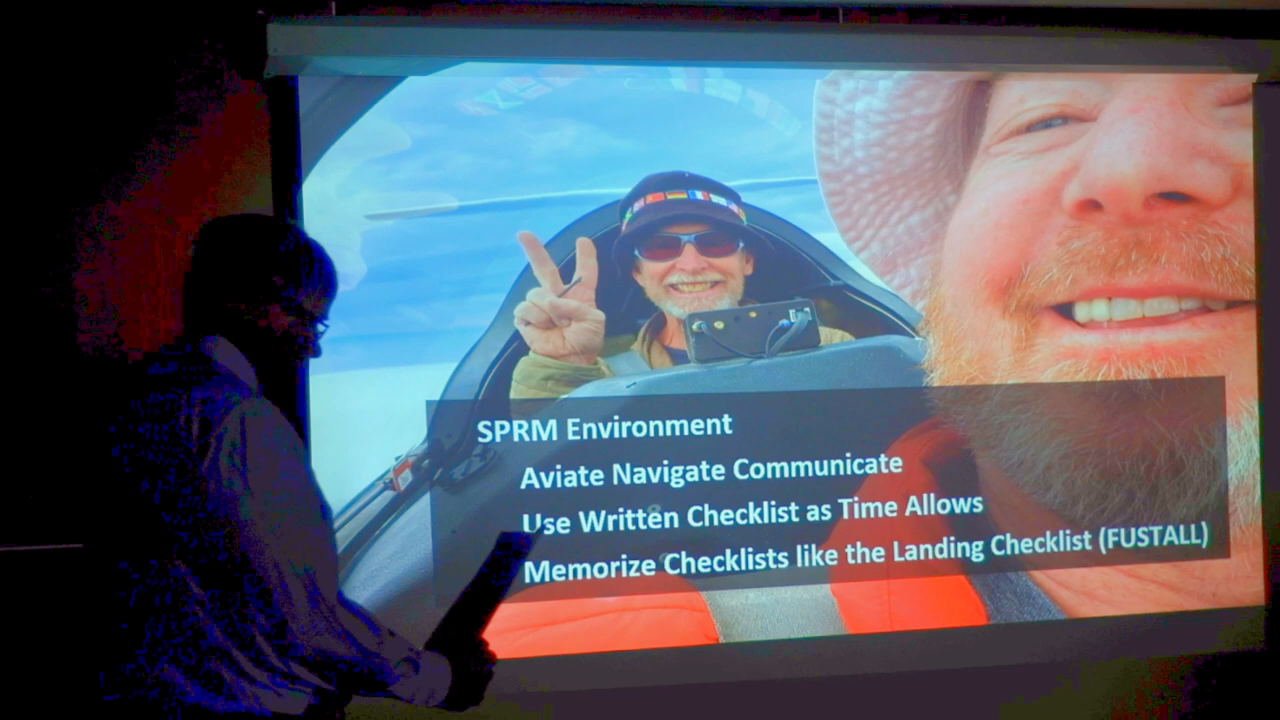 SPRM Environment
Aviate Navigate Communicate
Use Written Checklist as Time Allows
Memorize Checklists like the Landing Checklist (FUSTALL)